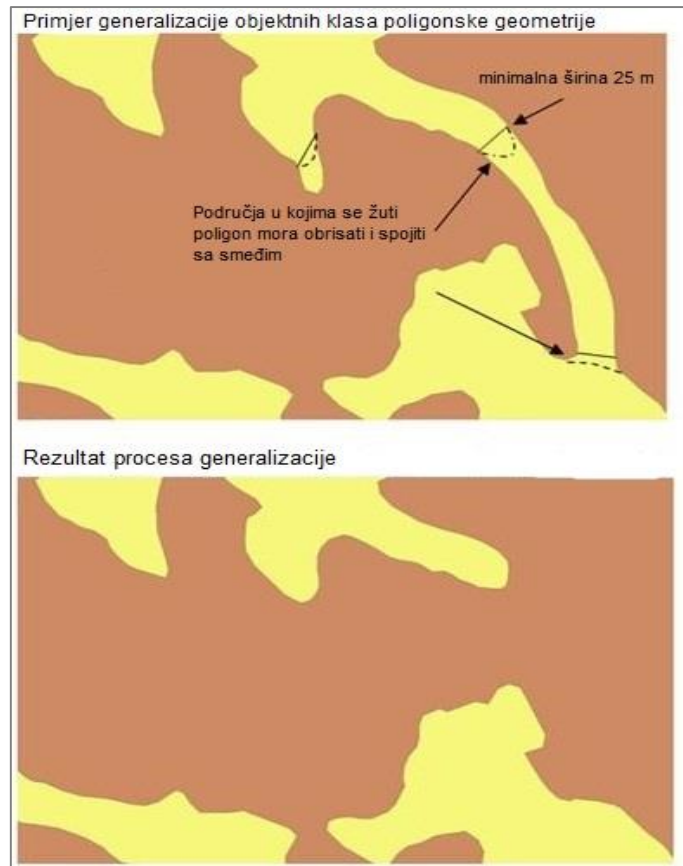 Primjer generalizacije objektnih klasa poligonske geometrije
minimalna širina 25 m
Područja u kojima se žuti
poligon mora obrisati i spojiti
sa smeđim
Rezultat procesa generalizacije